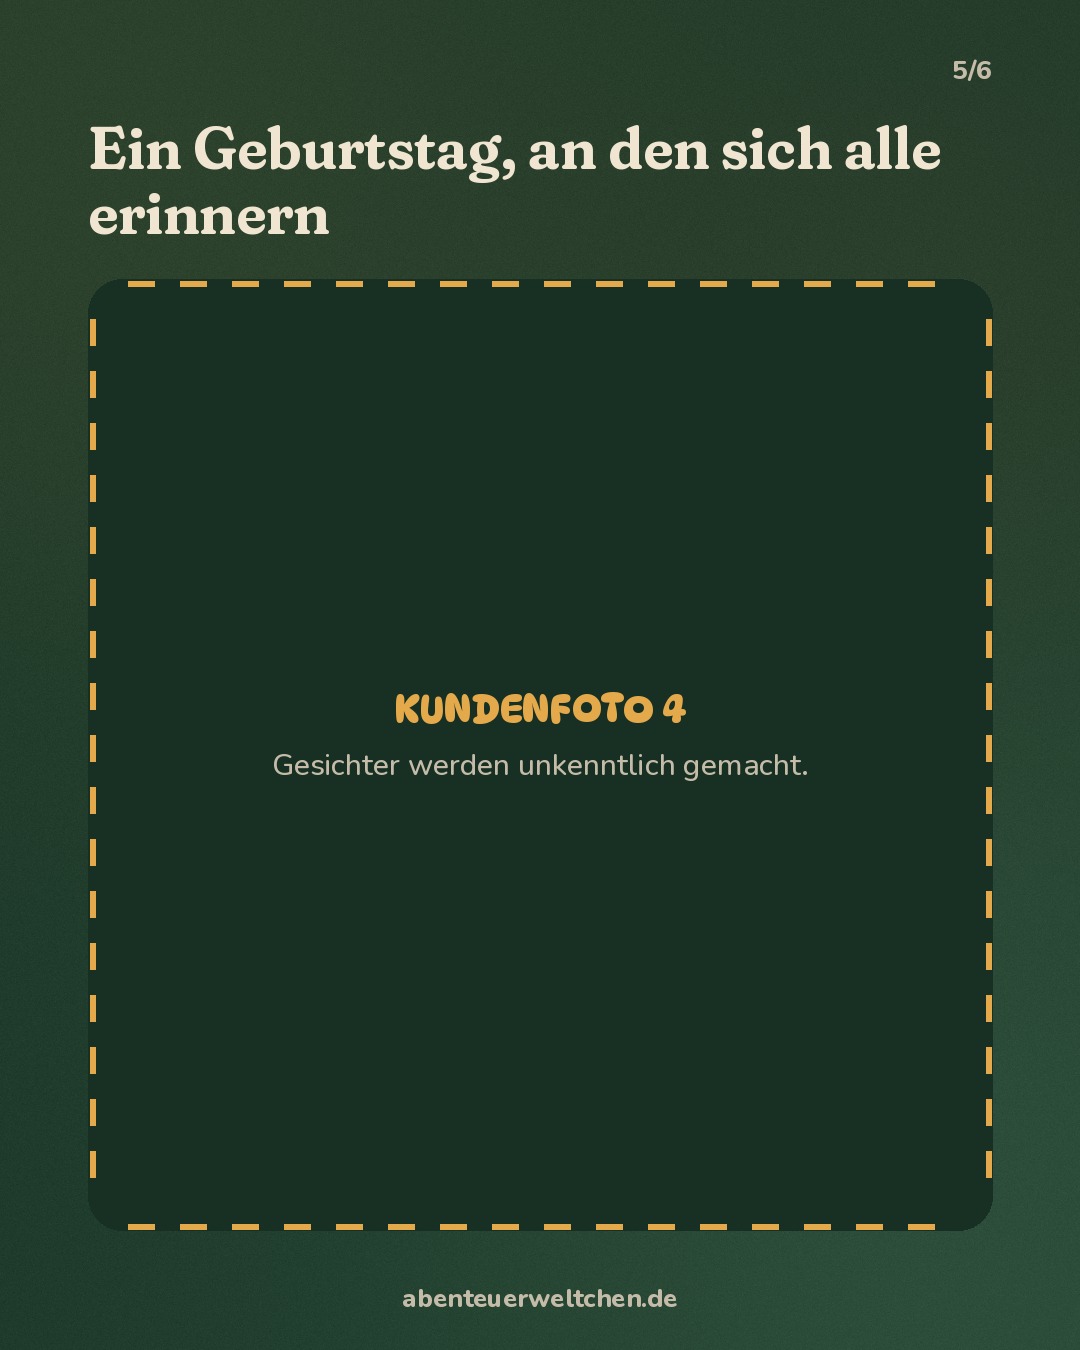 5/6
Ein Geburtstag, an den sich alle
erinnern
KUNDENFOTO 4
Gesichter werden unkenntlich gemacht.
abenteuerweltchen.de